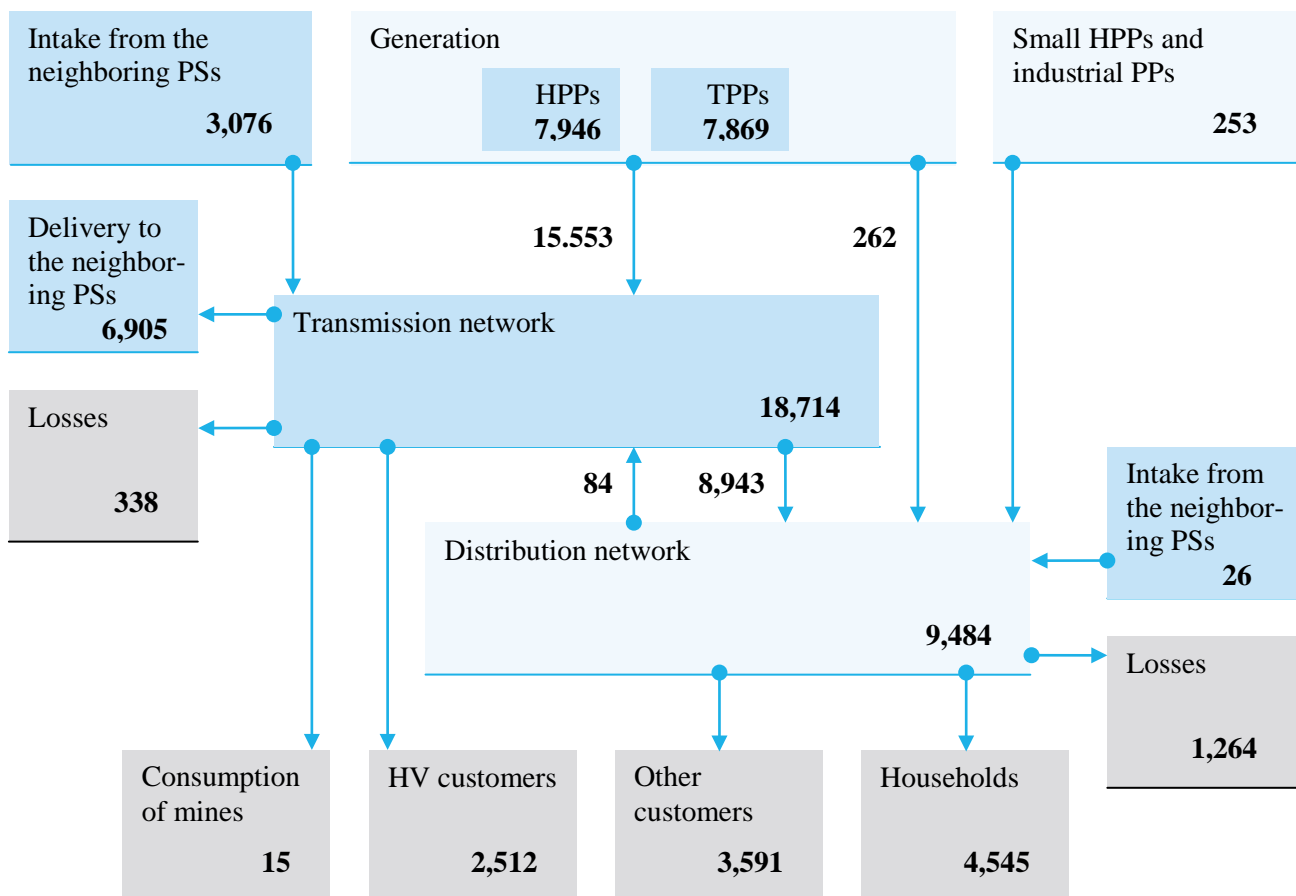 Intake from the
neighboring PSs
3,076
Generation
HPPs
7,946
TPPs
7,869
Small HPPs and
industrial PPs
253
Delivery to
the neighbor-
ing PSs
6,905
15.553
262
Transmission network
18,714
Losses
338
84
8,943
Intake from
the neighbor-
ing PSs
26
Distribution network
9,484
Losses
1,264
Consumption
of mines
15
HV customers
2,512
Other
customers
3,591
Households
4,545